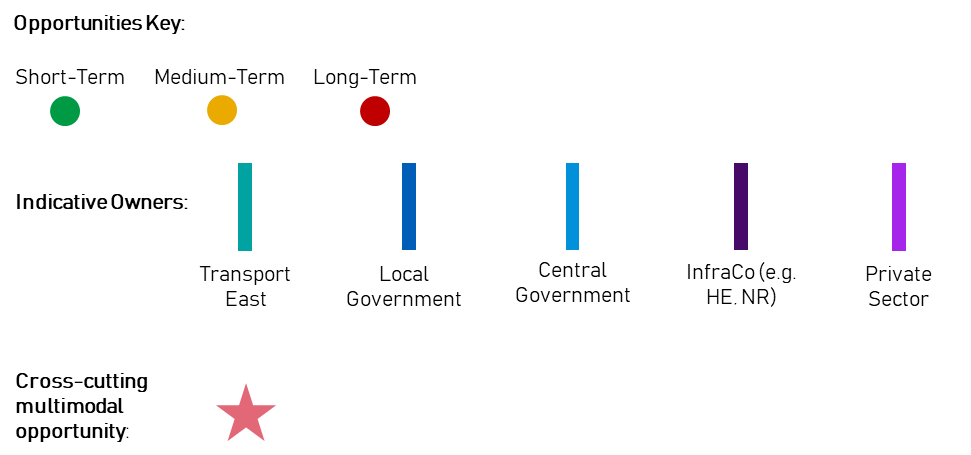 Opportunities Key:
Short-Term Medium-Term Long-Term
Indicative Owners:
Transport East
Local Government
Central Government
InfraCo (e.g. HE, NR)
Private Sector
Cross-cutting
multimodal
opportunity: